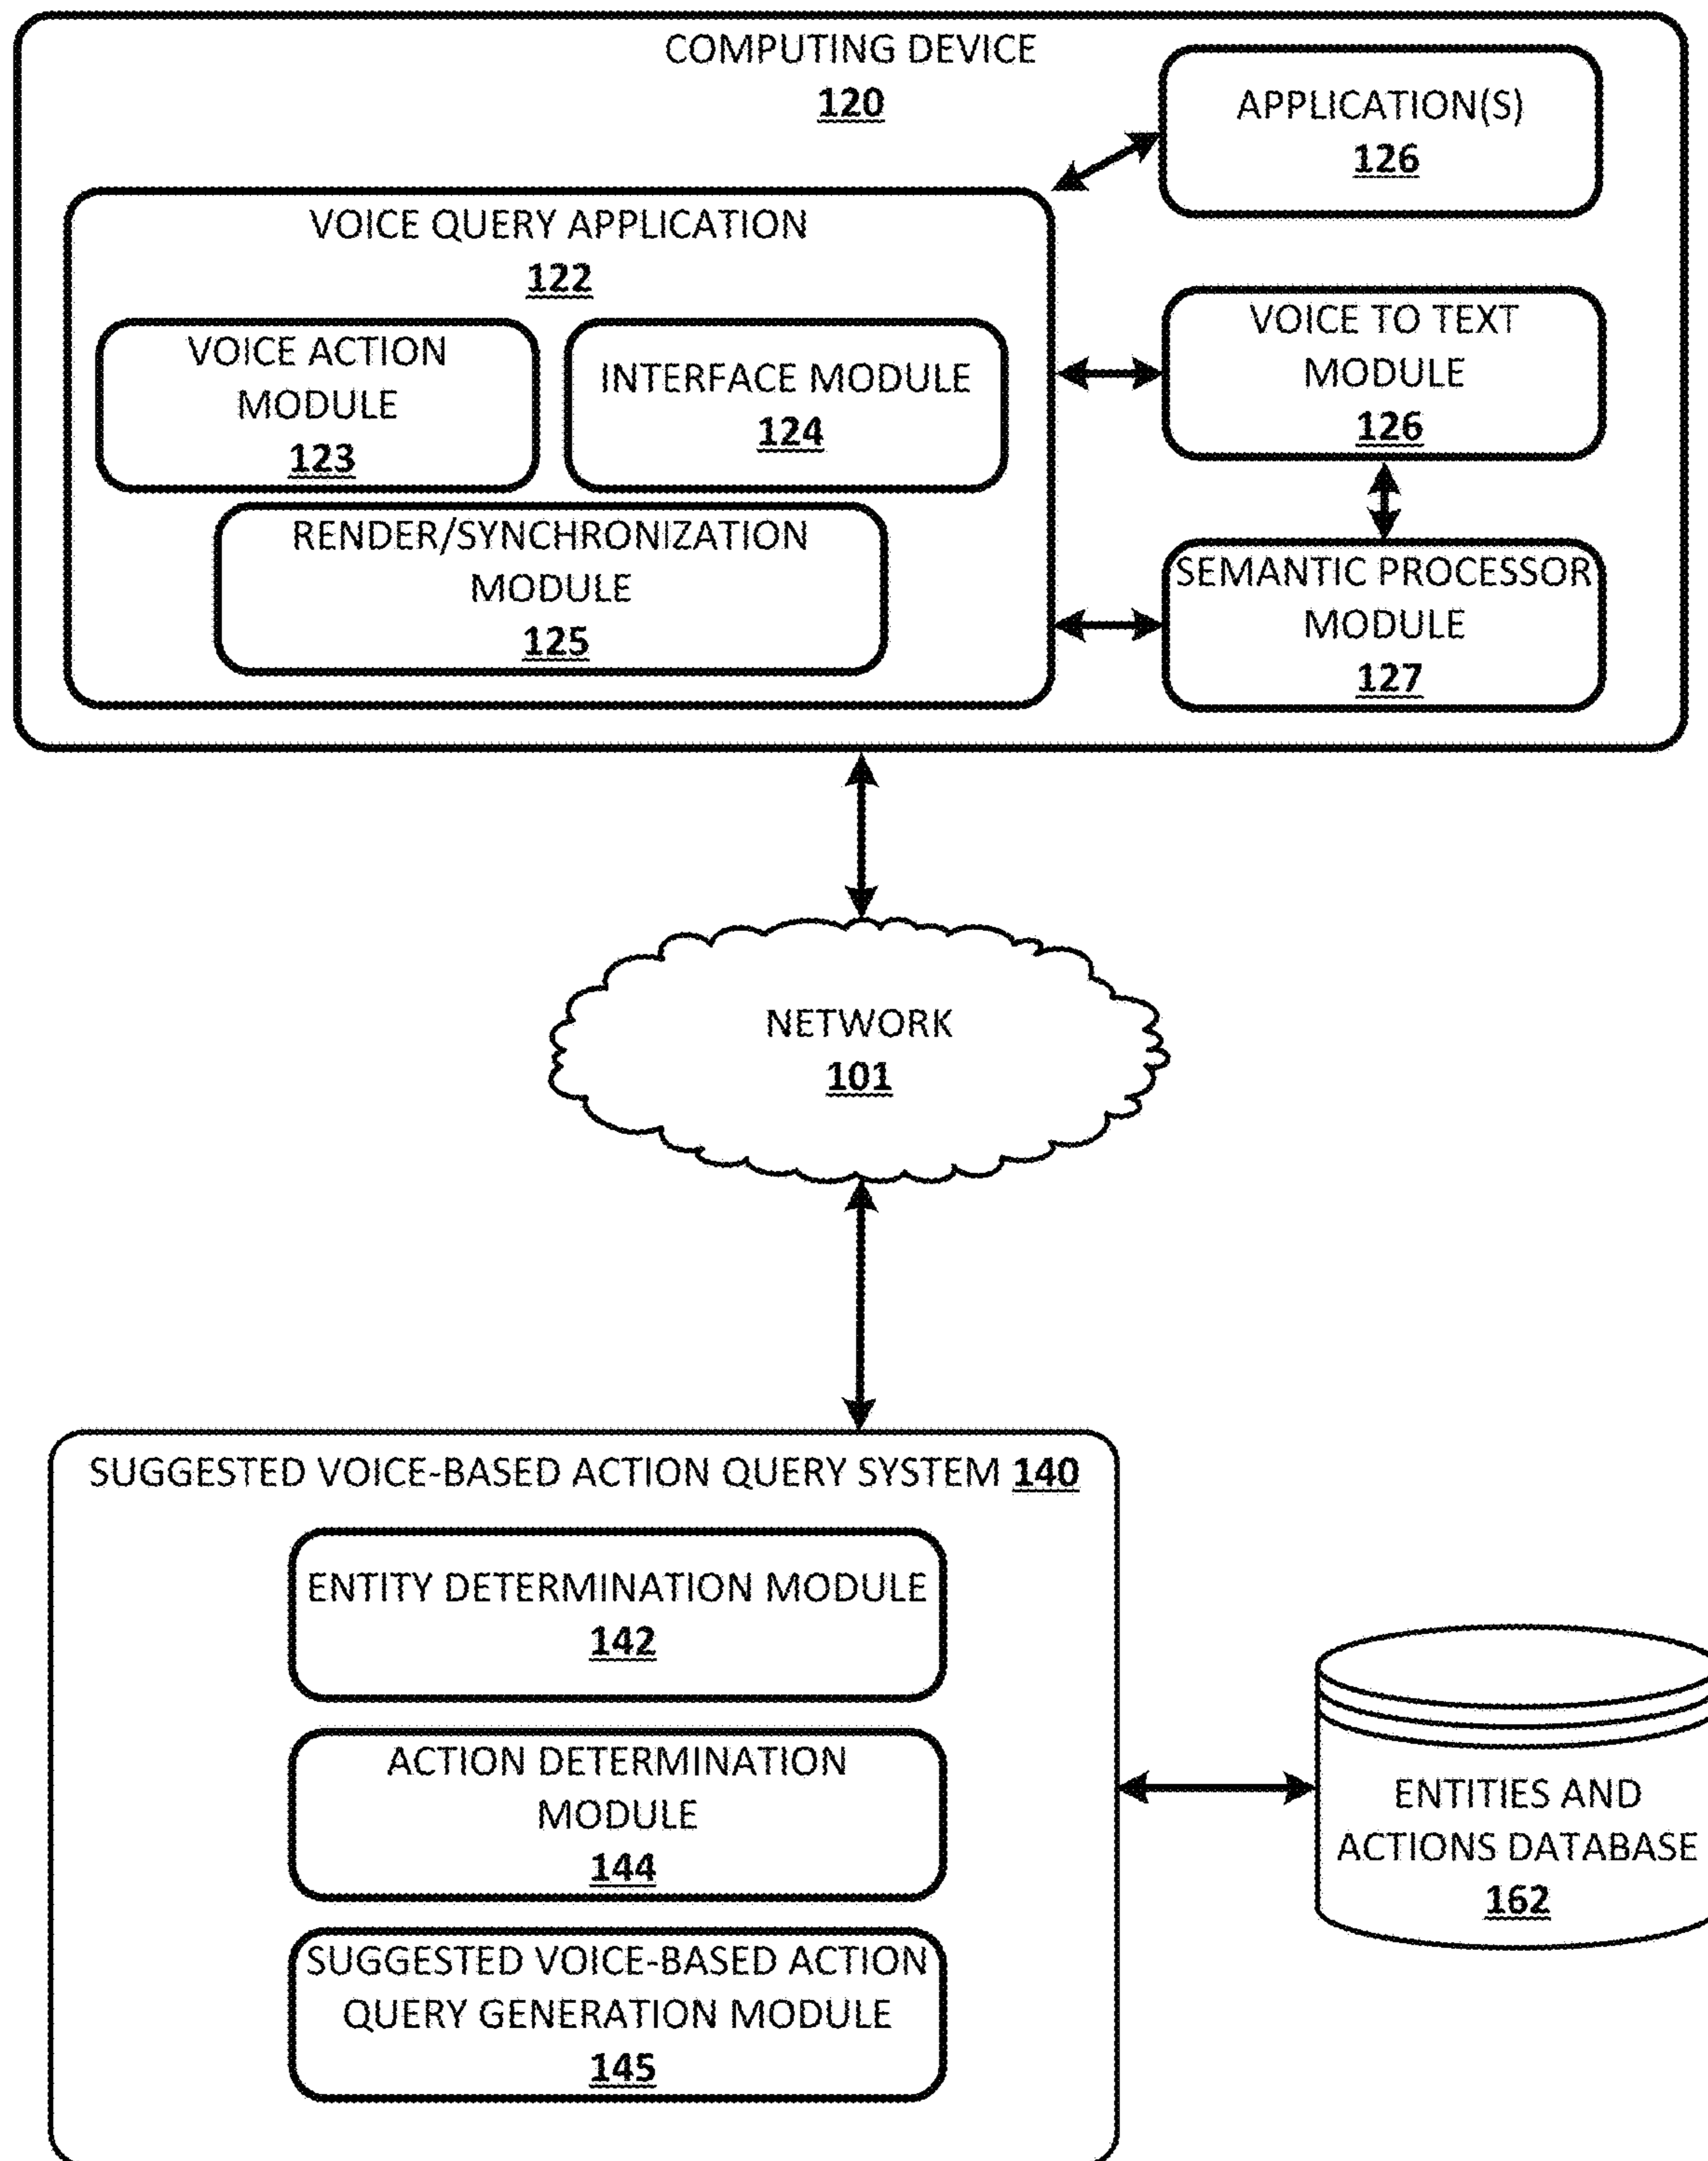 COMPUTING DEVICE
120
APPLICATION(S)
126
VOICE QUERY APPLICATION
122
VOICE ACTION
MODULE
123
INTERFACE MODULE
124
RENDER/SYNCHRONIZATION
MODULE
125
VOICE TO TEXT
MODULE
126
SEMANTIC PROCESSOR
MODULE
127
NETWORK
101
SUGGESTED VOICE-BASED ACTION QUERY SYSTEM 140
ENTITY DETERMINATION MODULE
142
ACTION DETERMINATION
MODULE
144
SUGGESTED VOICE-BASED ACTION
QUERY GENERATION MODULE
145
ENTITIES AND
ACTIONS DATABASE
162